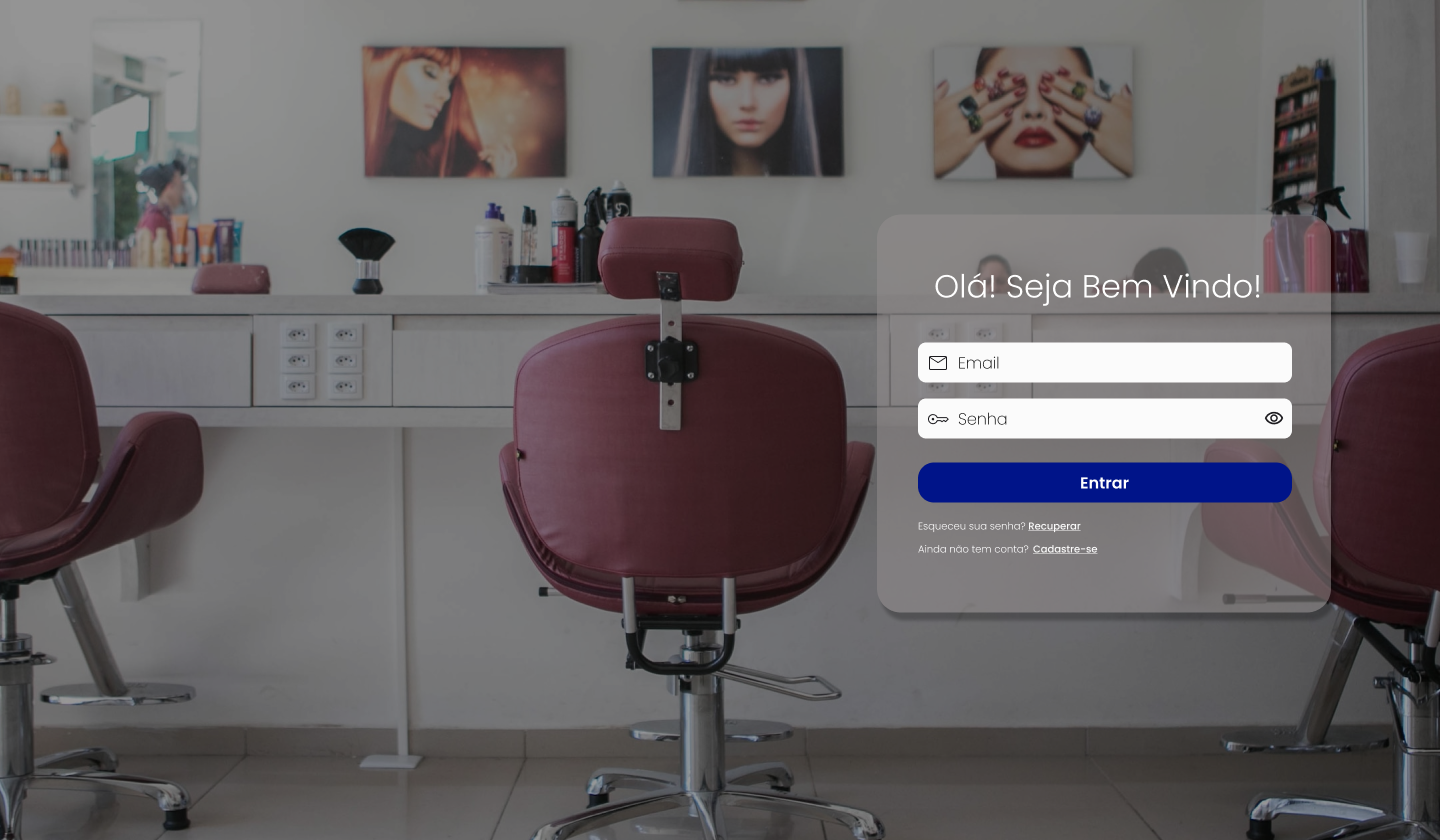 Olá! Seja Bem Vindo!
Email
Senha
Entrar
Esqueceu sua senha? Recuperar
Ainda não tem conta? Cadastre-se